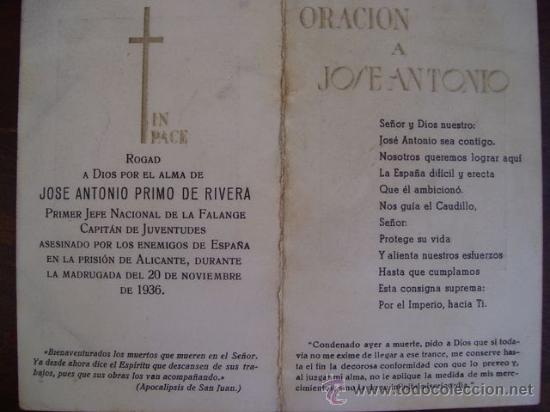 IN
PACE
ROGAD
A DIOS POR EL ALMA DE
JOSE ANTONIO PRIMO DE RIVERA
PRIMER JEFE NACIONAL DE LA FALANGE
CAPITÁN DE JUVENTUDES
ASESINADO POR LOS ENEMIGOS DE ESPAÑA
EN LA PRISIÓN DE ALICANTE, DURANTE
LA MADRUGADA DEL 20 DE NOVIEMBRE
DE 1936.
«Bienaventurados los muertos que mueren en el Señor.
Ya desde ahora dice el Espíritu que descansen de sus tra-
bajos, pues que sus obras los van acompañando.»
(Apocalipsis de San Juan.)
ORACION
A
JOSE ANTONIO
Señor y Dios nuestro:
José Antonio sea contigo.
Nosotros queremos lograr aquí
La España difícil y erecta
Que él ambicionó.
Nos guía el Caudillo,
Señor:
Protege su vida
Y alienta nuestros esfuerzos
Hasta que cumplamos
Esta consigna suprema:
Por el Imperio, hacia Ti.
"Condenado ayer a muerte, pido a Dios que si toda-
vía no me exime de llegar a ese trance, me conserve has-
ta el fin la decorosa conformidad con que lo preveo y,
al juzgar mi alma, no le aplique la medida de mis mere-
cimientos, sino la de su infinita misericordia."
© www.todocoleccion.net